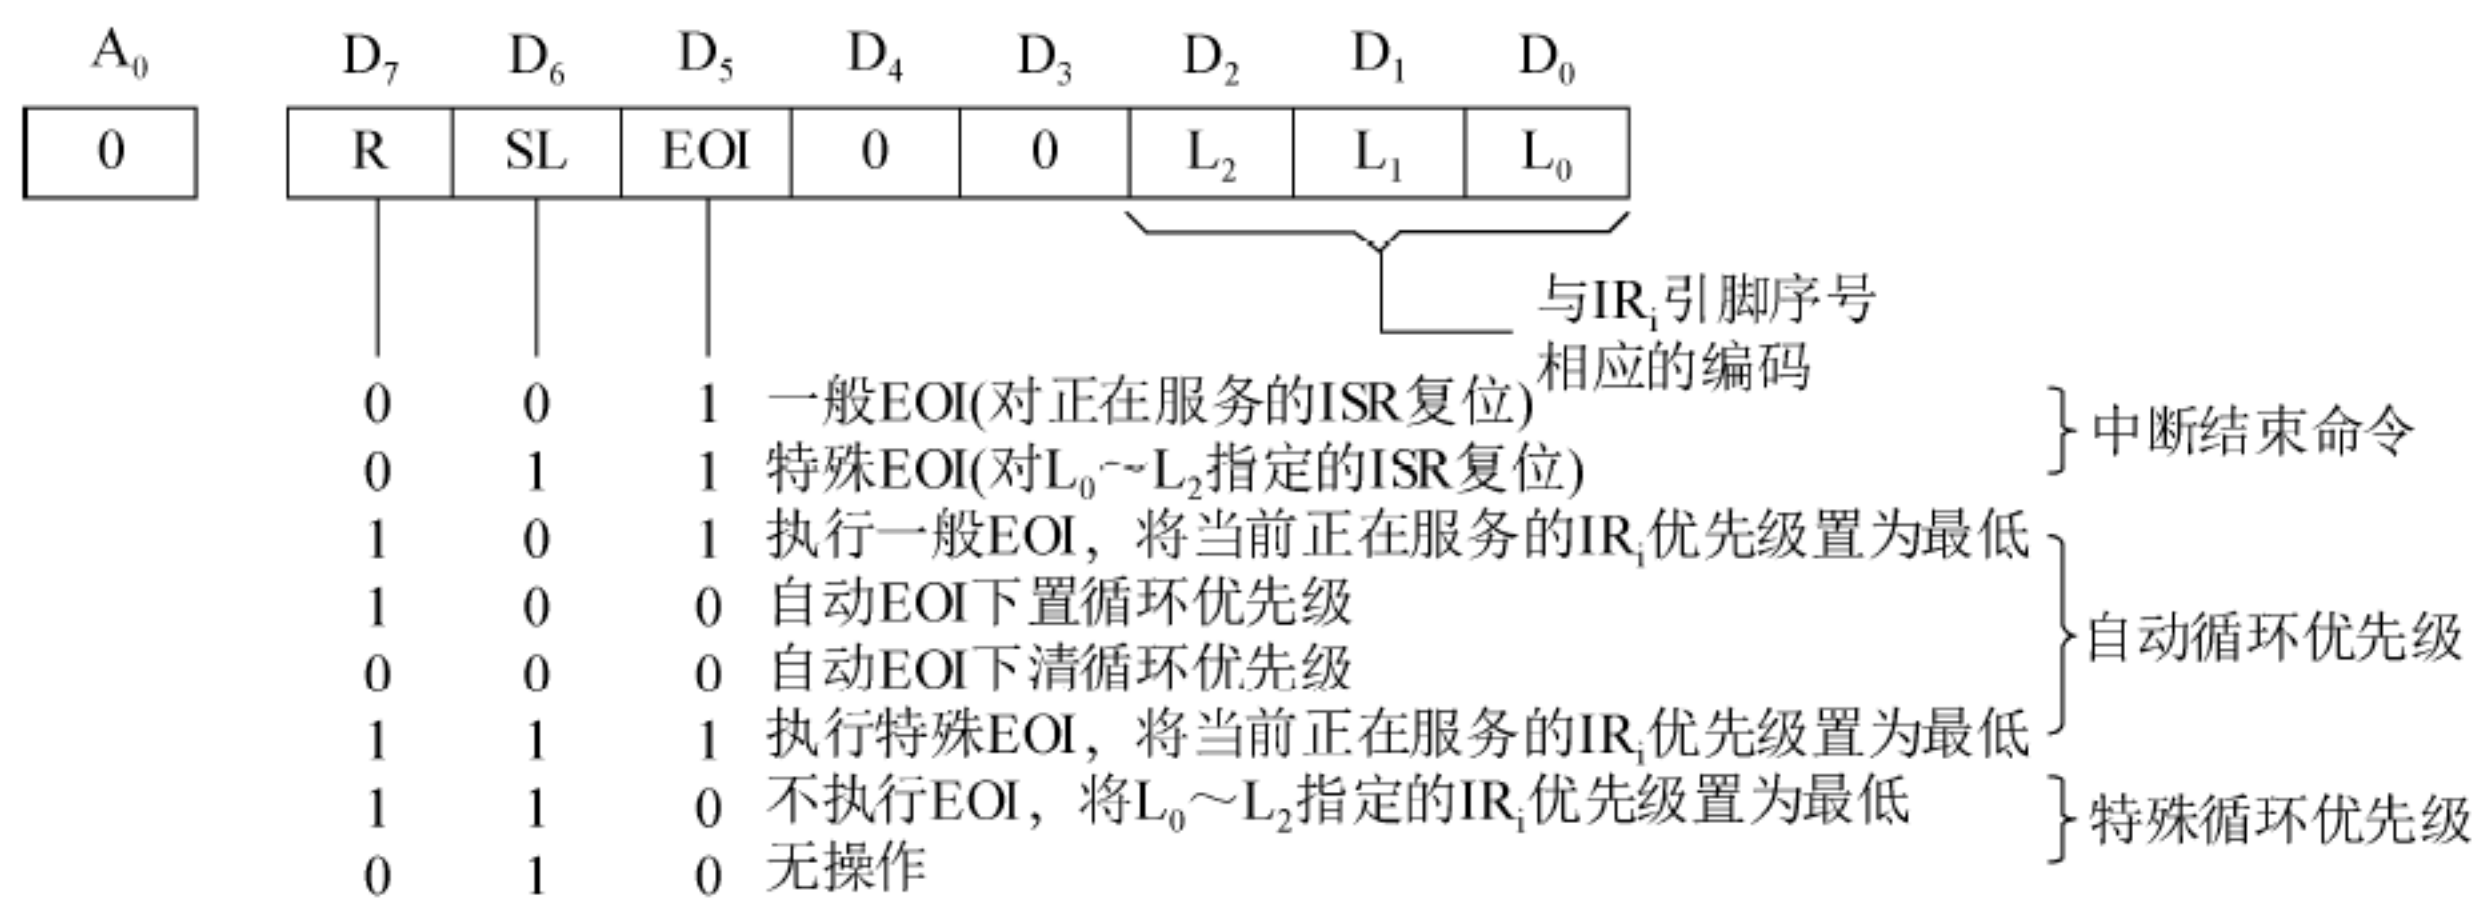 A₀ D₇ D₆ D₅ D₄ D₃ D₂ D₁ D₀
0 R SL EOI 0 0 L₂ L₁ L₀
与IRᵢ引脚序号
相应的编码
0 0 1 一般EOI(对正在服务的ISR复位)
0 1 1 特殊EOI(对L₀～L₂指定的ISR复位)
中断结束命令
1 0 1 执行一般EOI，将当前正在服务的IRᵢ优先级置为最低
1 0 0 自动EOI下置循环优先级
0 0 0 自动EOI下清循环优先级
自动循环优先级
1 1 1 执行特殊EOI，将当前正在服务的IRᵢ优先级置为最低
1 1 0 不执行EOI，将L₀～L₂指定的IRᵢ优先级置为最低
特殊循环优先级
0 1 0 无操作